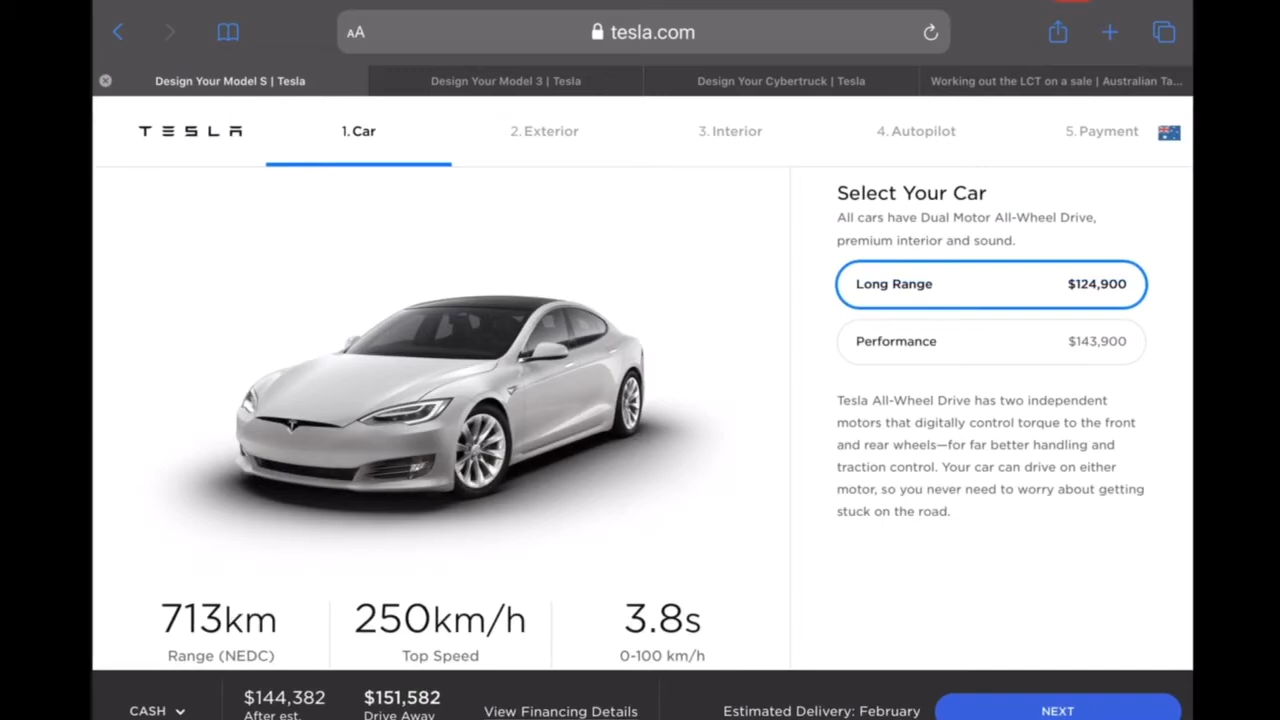 AA
tesla.com
Design Your Model S | Tesla
Design Your Model 3 | Tesla
Design Your Cybertruck | Tesla
Working out the LCT on a sale | Australian Ta...
TESLA
1. Car
2. Exterior
3. Interior
4. Autopilot
5. Payment
Select Your Car
All cars have Dual Motor All-Wheel Drive,
premium interior and sound.
Long Range $124,900
Performance $143,900
Tesla All-Wheel Drive has two independent
motors that digitally control torque to the front
and rear wheels—for far better handling and
traction control. Your car can drive on either
motor, so you never need to worry about getting
stuck on the road.
713km
Range (NEDC)
250km/h
Top Speed
3.8s
0-100 km/h
CASH
$144,382
After est.
$151,582
Drive Away
View Financing Details
Estimated Delivery: February
NEXT